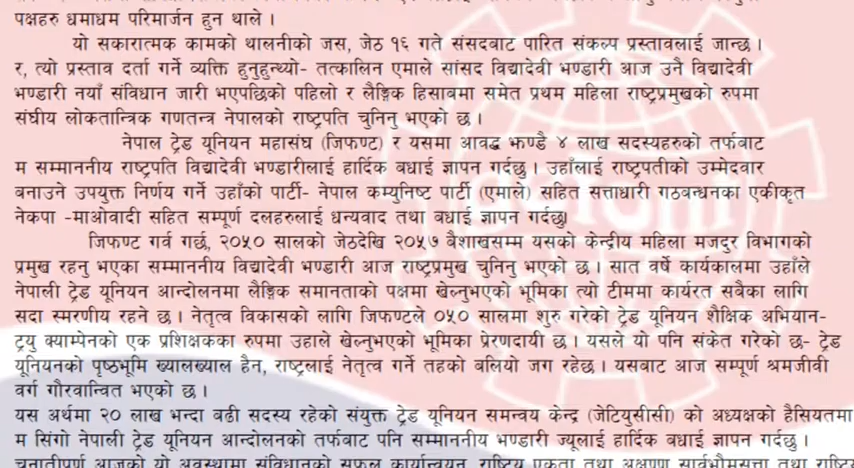 पक्षहरु धमाधम परिमार्जन हुन थाले ।
यो सकारात्मक कामको थालनीको जस, जेठ १६ गते संसदबाट पारित संकल्प प्रस्तावलाई जान्छ ।
र, त्यो प्रस्ताव दर्ता गर्ने व्यक्ति हुनुहुन्थ्यो- तत्कालिन एमाले सांसद विद्यादेवी भण्डारी आज उनै विद्यादेवी
भण्डारी नयाँ संविधान जारी भएपछिको पहिलो र लैङ्गिक हिसाबमा समेत प्रथम महिला राष्ट्रप्रमुखको रुपमा
संघीय लोकतान्त्रिक गणतन्त्र नेपालको राष्ट्रपति चुनिनु भएको छ ।
नेपाल ट्रेड यूनियन महासंघ (जिफण्ट) र यसमा आवद्ध झण्डै ४ लाख सदस्यहरुको तर्फबाट
म सम्माननीय राष्ट्रपति विद्यादेवी भण्डारीलाई हार्दिक बधाई ज्ञापन गर्दछु । उहाँलाई राष्ट्रपतीको उम्मेदवार
बनाउने उपयुक्त निर्णय गर्ने उहाँको पार्टी- नेपाल कम्युनिष्ट पार्टी (एमाले) सहित सत्ताधारी गठबन्धनका एकीकृत
नेकपा -माओवादी सहित सम्पूर्ण दलहरुलाई धन्यवाद तथा बधाई ज्ञापन गर्दछु।
जिफण्ट गर्व गर्छ, २०५० सालको जेठदेखि २०५७ वैशाखसम्म यसको केन्द्रीय महिला मजदुर विभागको
प्रमुख रहनु भएका सम्माननीय विद्यादेवी भण्डारी आज राष्ट्रप्रमुख चुनिनु भएको छ । सात वर्षे कार्यकालमा उहाँले
नेपाली ट्रेड यूनियन आन्दोलनमा लैङ्गिक समानताको पक्षमा खेल्नुभएको भूमिका त्यो टीममा कार्यरत सबैका लागि
सदा स्मरणीय रहने छ । नेतृत्व विकासको लागि जिफण्टले ०५० सालमा शुरु गरेको ट्रेड यूनियन शैक्षिक अभियान-
ट्रयु क्याम्पेनको एक प्रशिक्षकका रुपमा उहाले खेल्नुभएको भूमिका प्रेरणदायी छ । यसले यो पनि संकेत गरेको छ- ट्रेड
यूनियनको पृष्ठभूमि ख्यालख्याल हैन, राष्ट्रलाई नेतृत्व गर्ने तहको बलियो जग रहेछ । यसबाट आज सम्पूर्ण श्रमजीवी
वर्ग गौरवान्वित भएको छ ।
यस अर्थमा २० लाख भन्दा बढी सदस्य रहेको संयुक्त ट्रेड यूनियन समन्वय केन्द्र (जेटियुसीसी) को अध्यक्षको हैसियतमा
म सिंगो नेपाली ट्रेड यूनियन आन्दोलनको तर्फबाट पनि सम्माननीय भण्डारी ज्यूलाई हार्दिक बधाई ज्ञापन गर्दछु ।
आजको यो अवस्थामा संविधानको सफल कार्यान्वयन, राष्ट्रिय एकता तथा